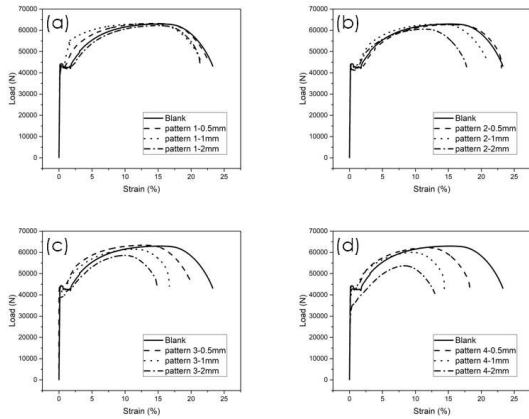 (a)
Load (N)
70000
60000
50000
40000
30000
20000
10000
0
Blank
pattern 1-0.5mm
pattern 1-1mm
pattern 1-2mm
0 5 10 15 20 25
Strain (%)
(b)
Load (N)
70000
60000
50000
40000
30000
20000
10000
0
Blank
pattern 2-0.5mm
pattern 2-1mm
pattern 2-2mm
0 5 10 15 20 25
Strain (%)
(c)
Load (N)
70000
60000
50000
40000
30000
20000
10000
0
Blank
pattern 3-0.5mm
pattern 3-1mm
pattern 3-2mm
0 5 10 15 20 25
Strain (%)
(d)
Load (N)
70000
60000
50000
40000
30000
20000
10000
0
Blank
pattern 4-0.5mm
pattern 4-1mm
pattern 4-2mm
0 5 10 15 20 25
Strain (%)